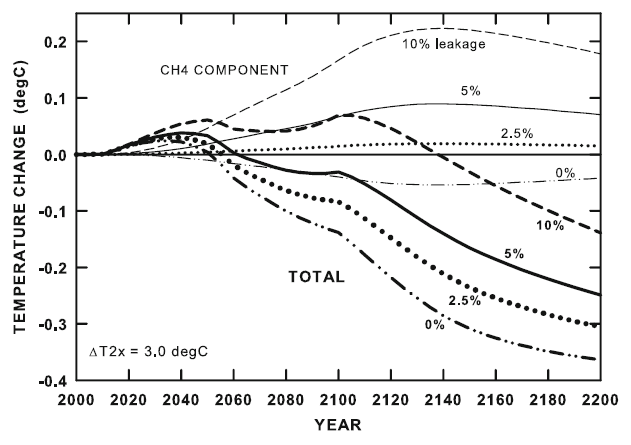 0.2
10% leakage
CH4 COMPONENT
0.1
5%
2.5%
0.0
0%
-0.1
10%
5%
TOTAL
-0.2
2.5%
0%
-0.3
ΔT2x = 3.0 degC
-0.4
2000 2020 2040 2060 2080 2100 2120 2140 2160 2180 2200
YEAR
TEMPERATURE CHANGE (degC)